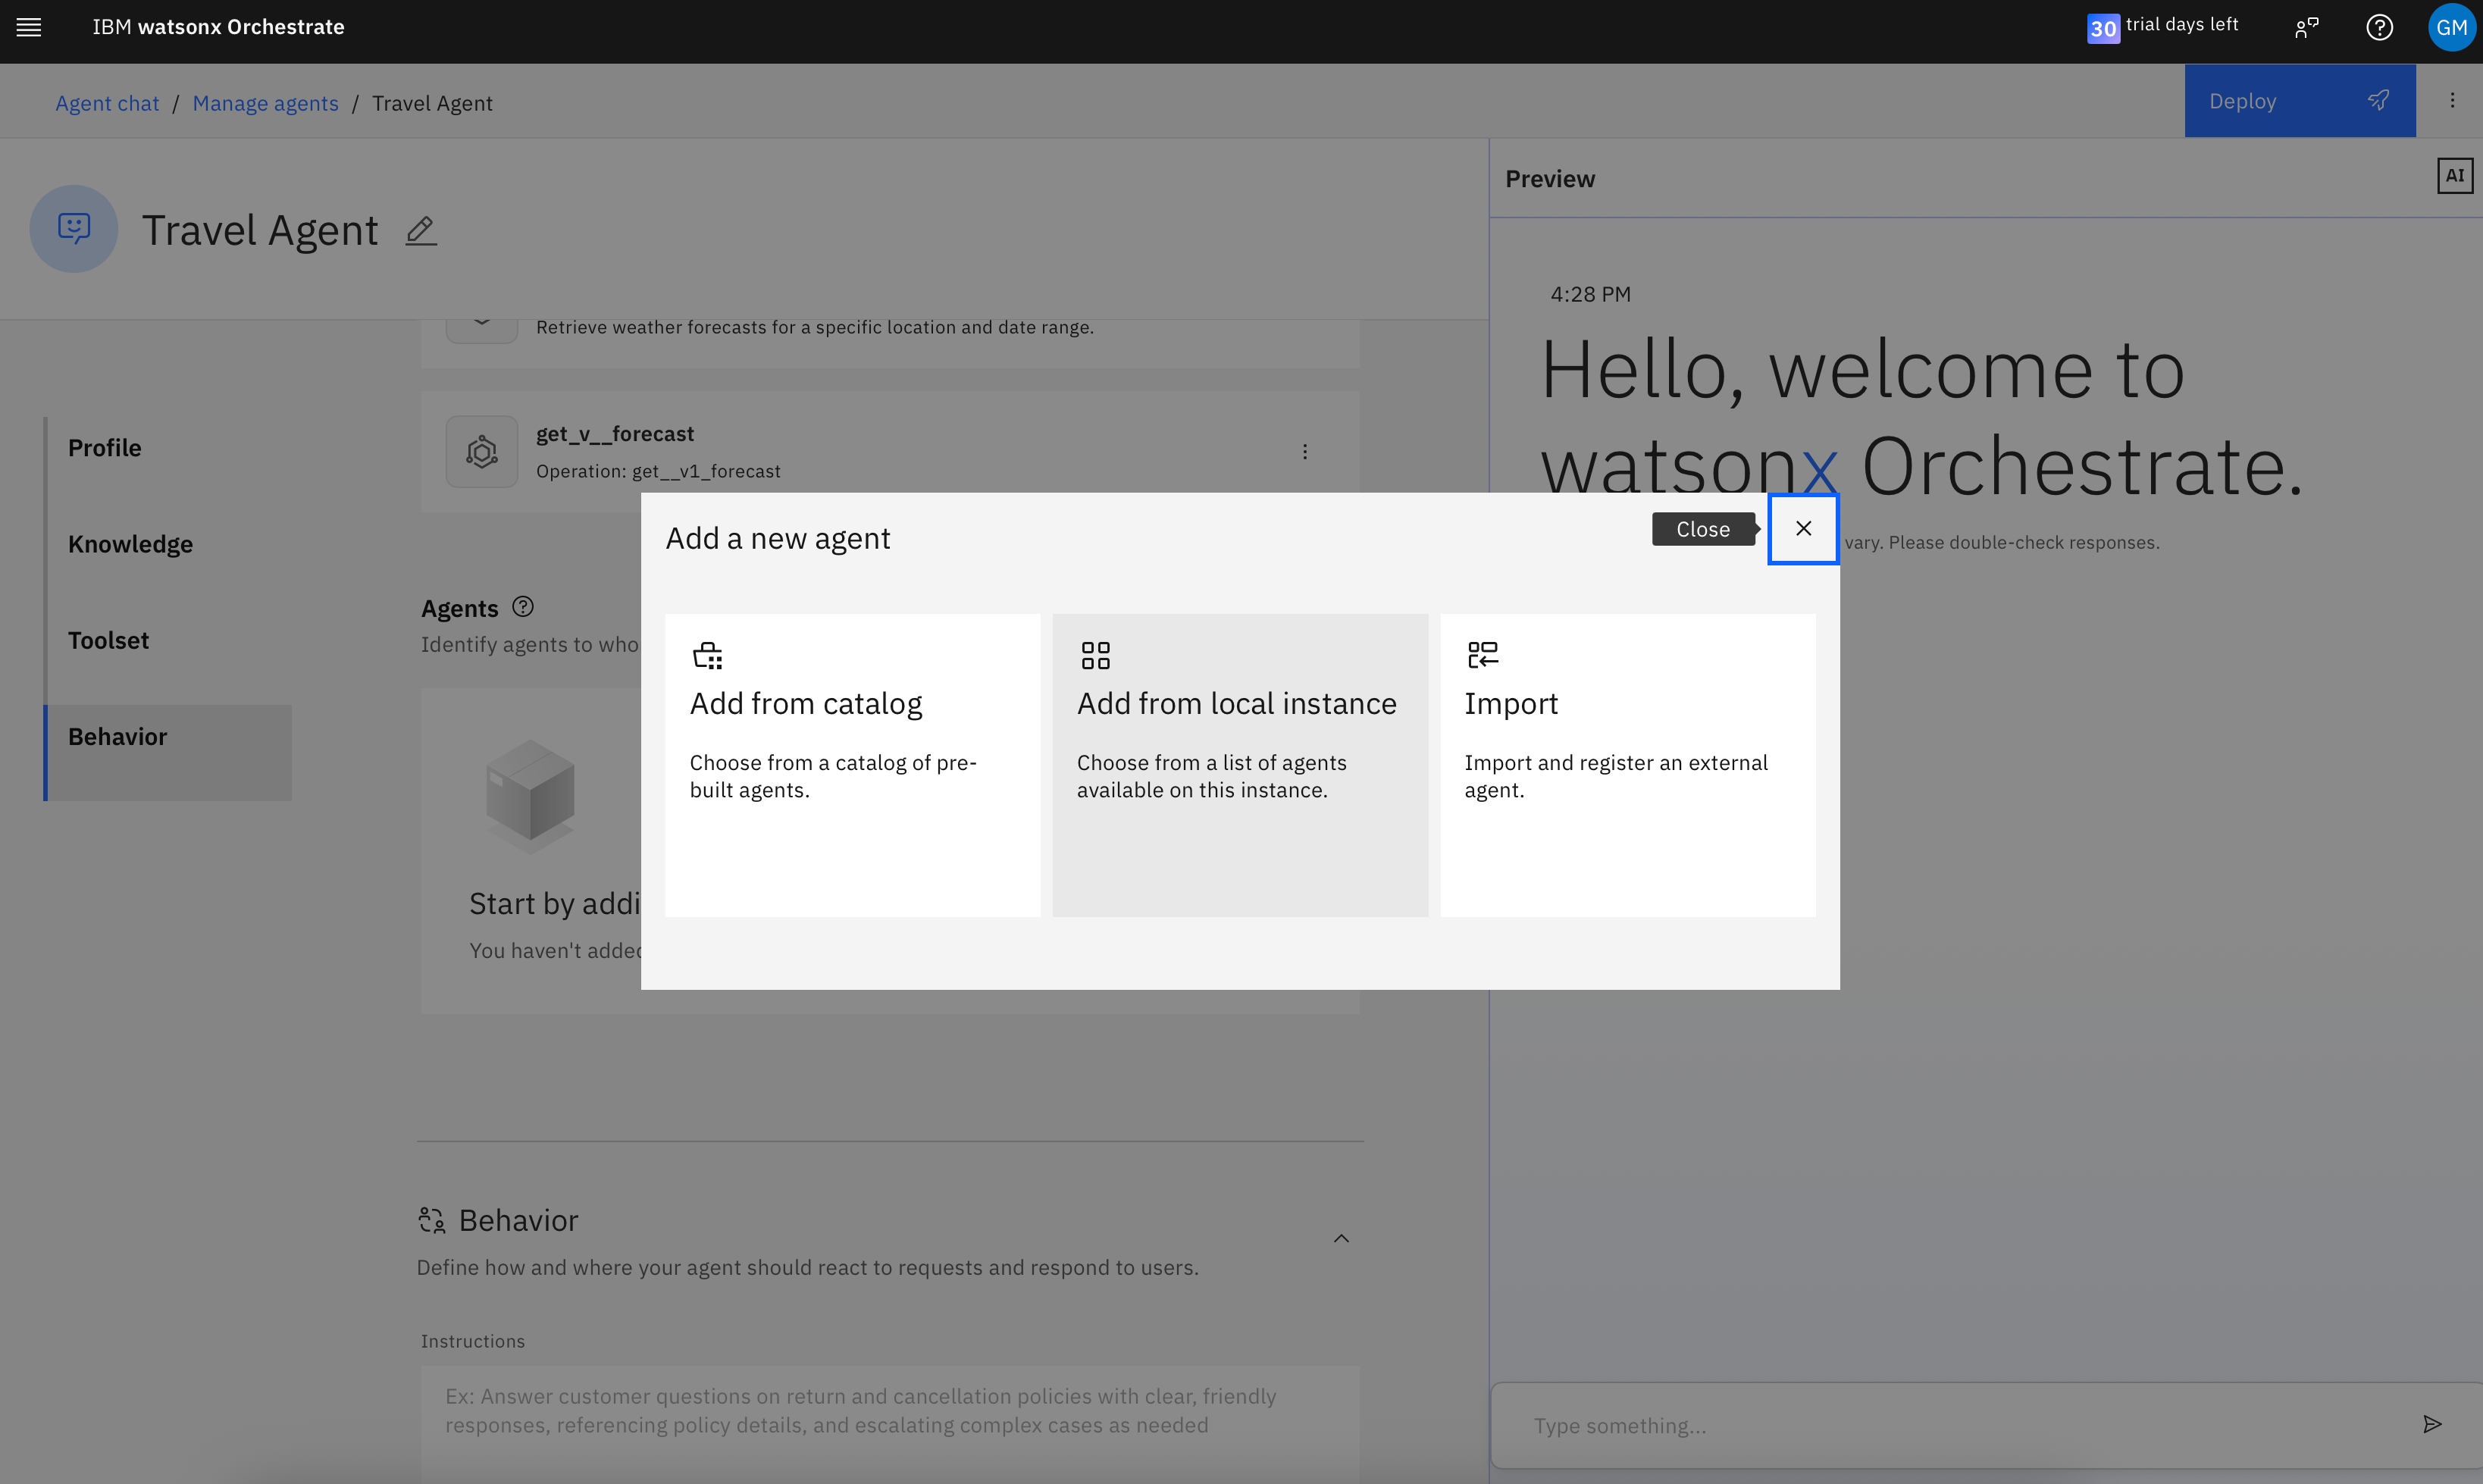 IBM watsonx Orchestrate
30 trial days left
GM
Agent chat / Manage agents / Travel Agent
Deploy
Travel Agent
Preview
AI
Retrieve weather forecasts for a specific location and date range.
get_v__forecast
Operation: get__v1_forecast
Profile
Knowledge
Toolset
Behavior
Agents
Identify agents to who
Start by addi
You haven't added
Add a new agent
Close
Add from catalog
Choose from a catalog of pre-
built agents.
Add from local instance
Choose from a list of agents
available on this instance.
Import
Import and register an external
agent.
Behavior
Define how and where your agent should react to requests and respond to users.
Instructions
Ex: Answer customer questions on return and cancellation policies with clear, friendly
responses, referencing policy details, and escalating complex cases as needed
4:28 PM
Hello, welcome to
watsonx Orchestrate.
vary. Please double-check responses.
Type something...